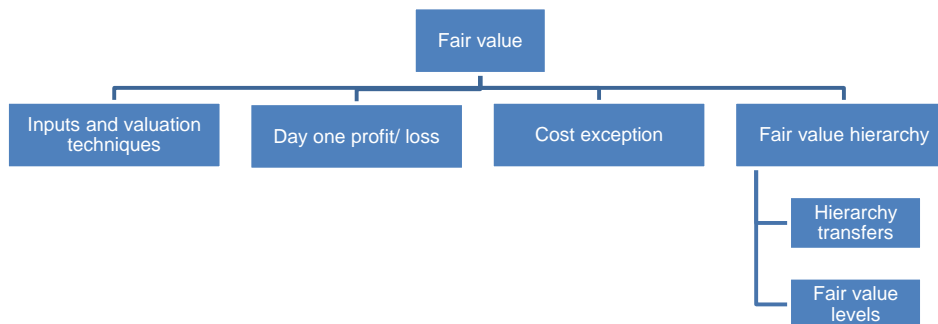 Fair value
Inputs and valuation
techniques
Day one profit/ loss
Cost exception
Fair value hierarchy
Hierarchy
transfers
Fair value
levels